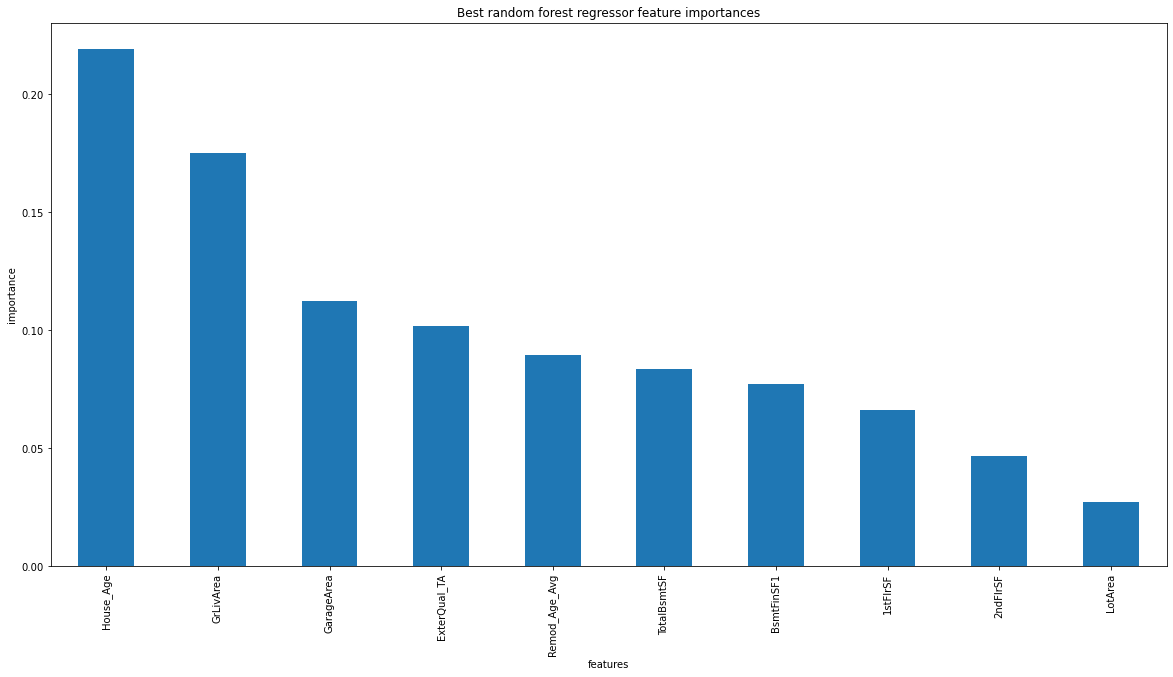 Best random forest regressor feature importances
importance
0.20
0.15
0.10
0.05
0.00
House_Age
GrLivArea
GarageArea
ExterQual_TA
Remod_Age_Avg
TotalBsmtSF
BsmtFinSF1
1stFlrSF
2ndFlrSF
LotArea
features